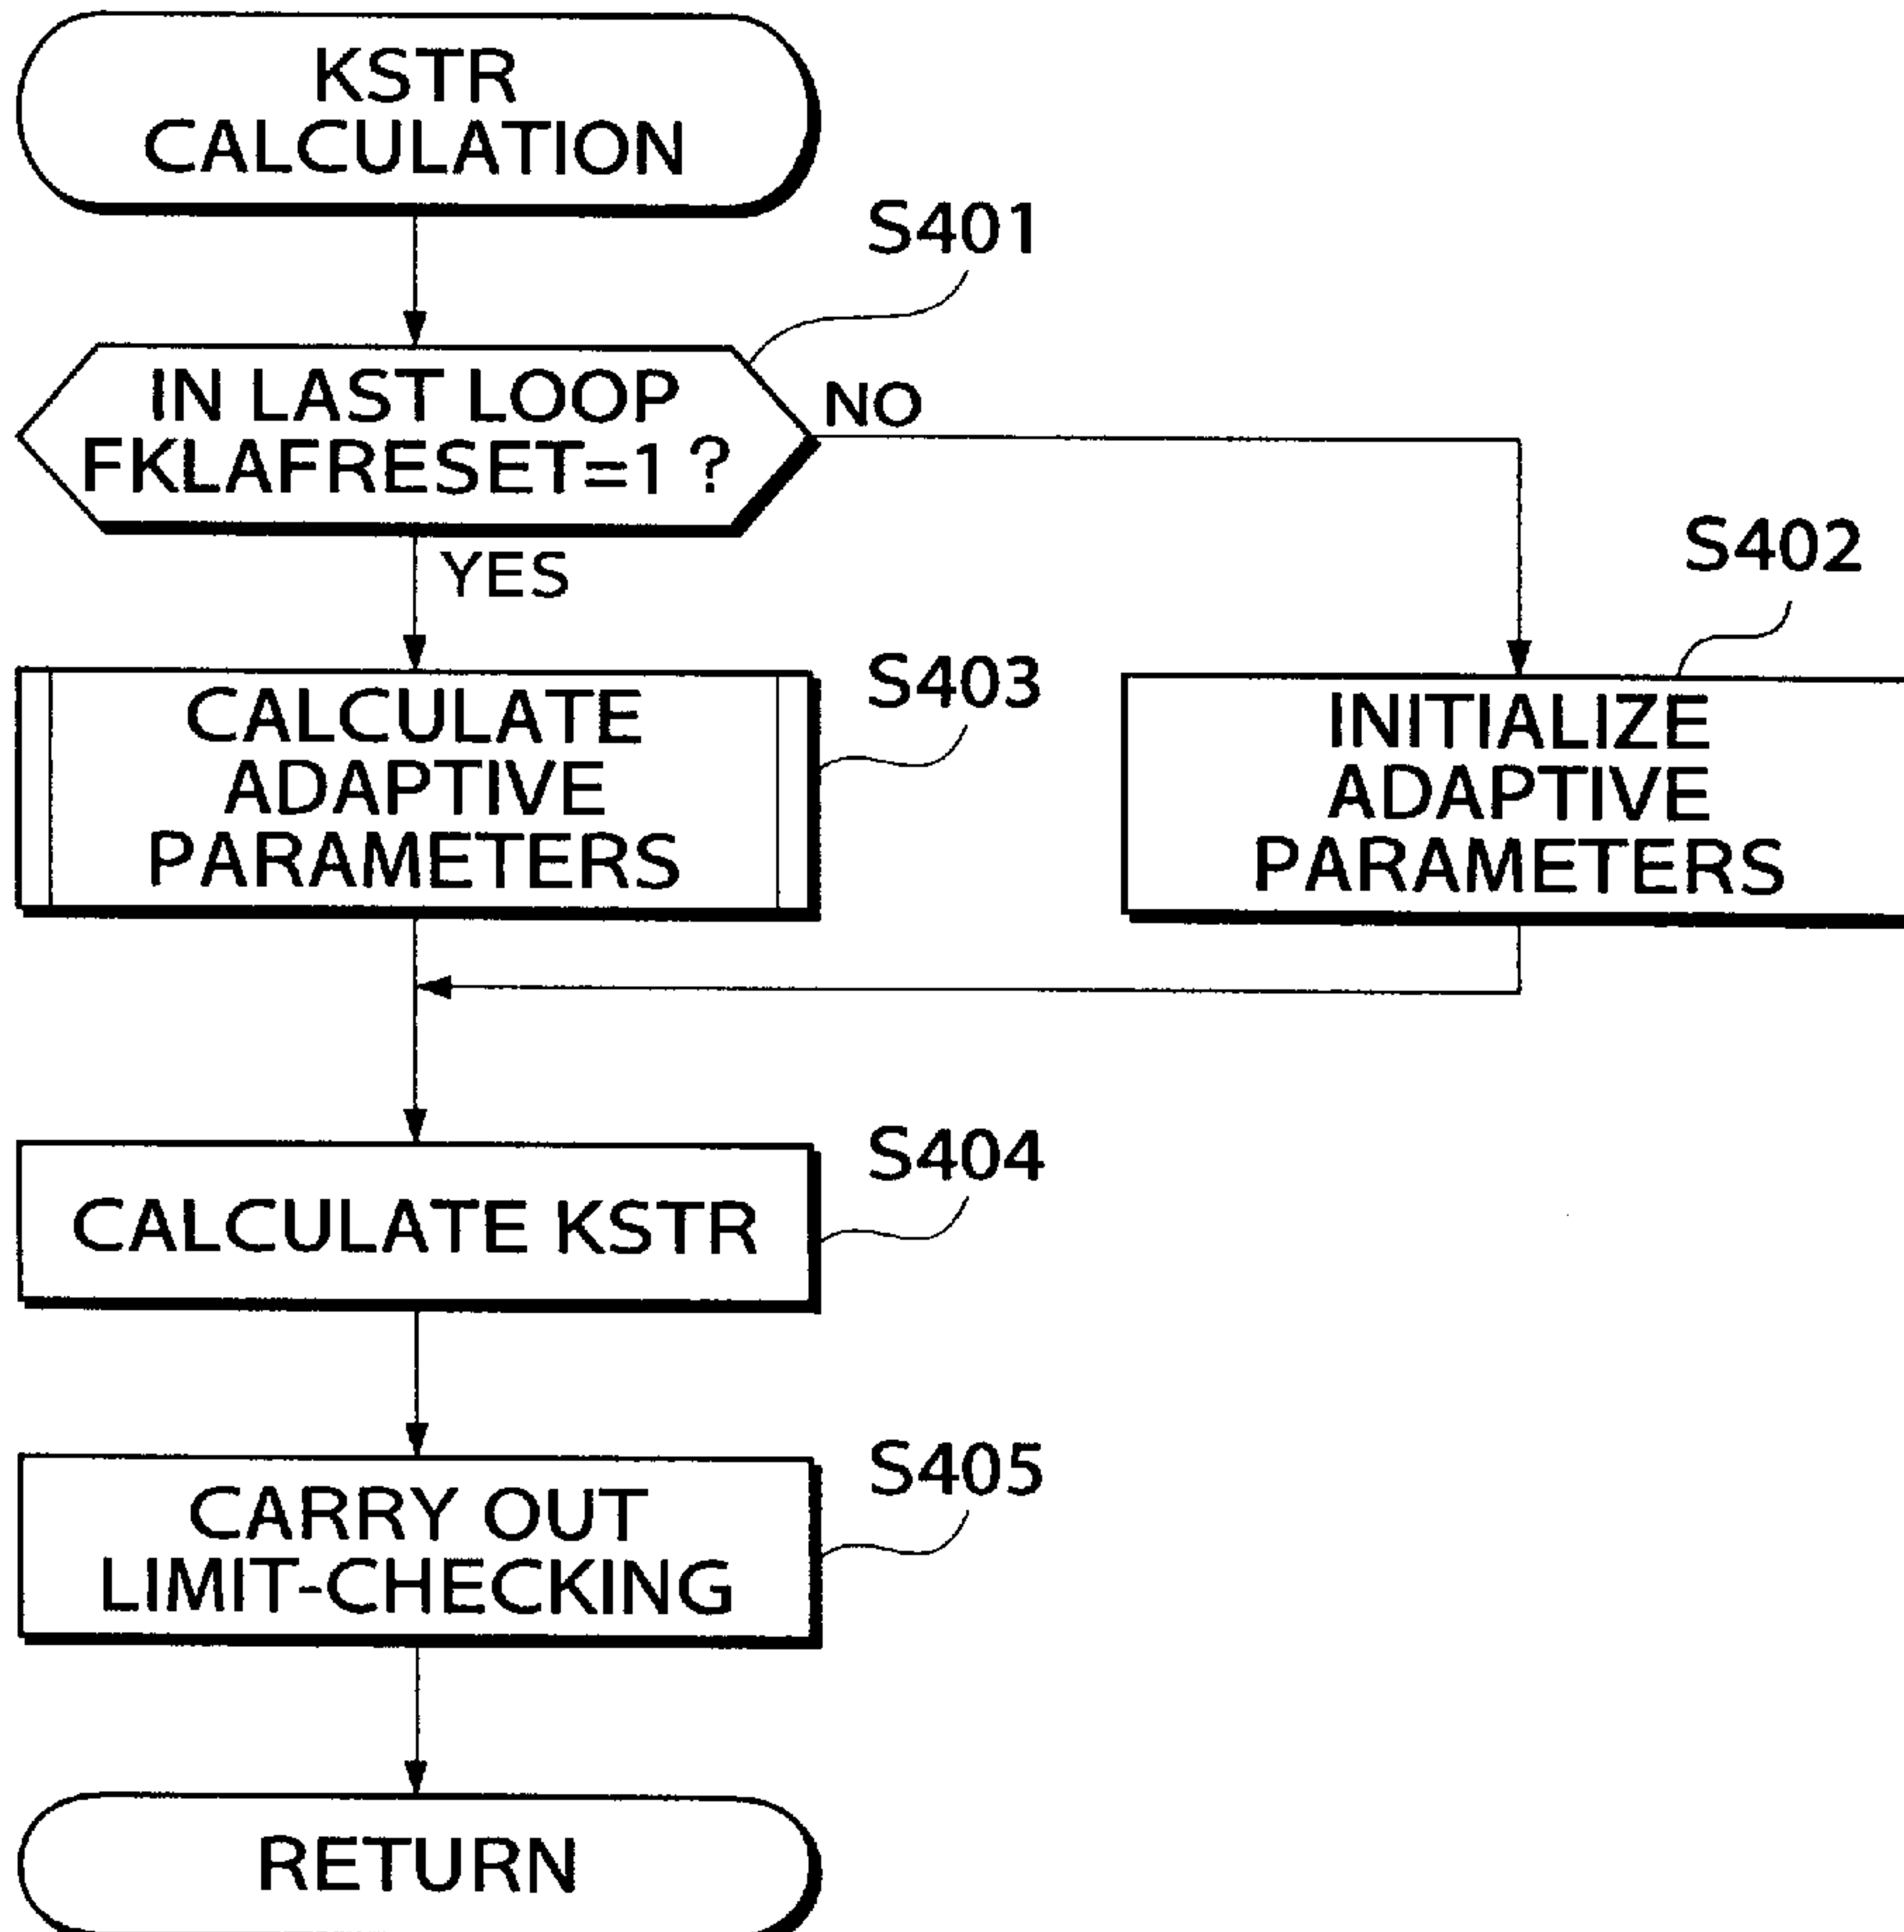 KSTR
CALCULATION
S401
IN LAST LOOP
FKLAFRESET=1 ?
NO
YES
S402
S403
CALCULATE
ADAPTIVE
PARAMETERS
INITIALIZE
ADAPTIVE
PARAMETERS
S404
CALCULATE KSTR
S405
CARRY OUT
LIMIT-CHECKING
RETURN